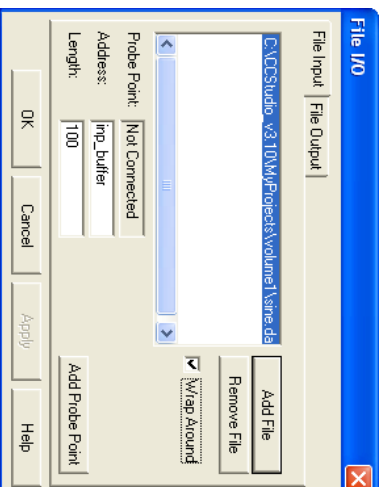 File I/O
File Input
File Output
C:\CCStudio_v3.10\MyProjects\volume1\sine.da
Add File
Remove File
Wrap Around
Probe Point: Not Connected
Address: inp_buffer
Length: 100
Add Probe Point
OK
Cancel
Apply
Help